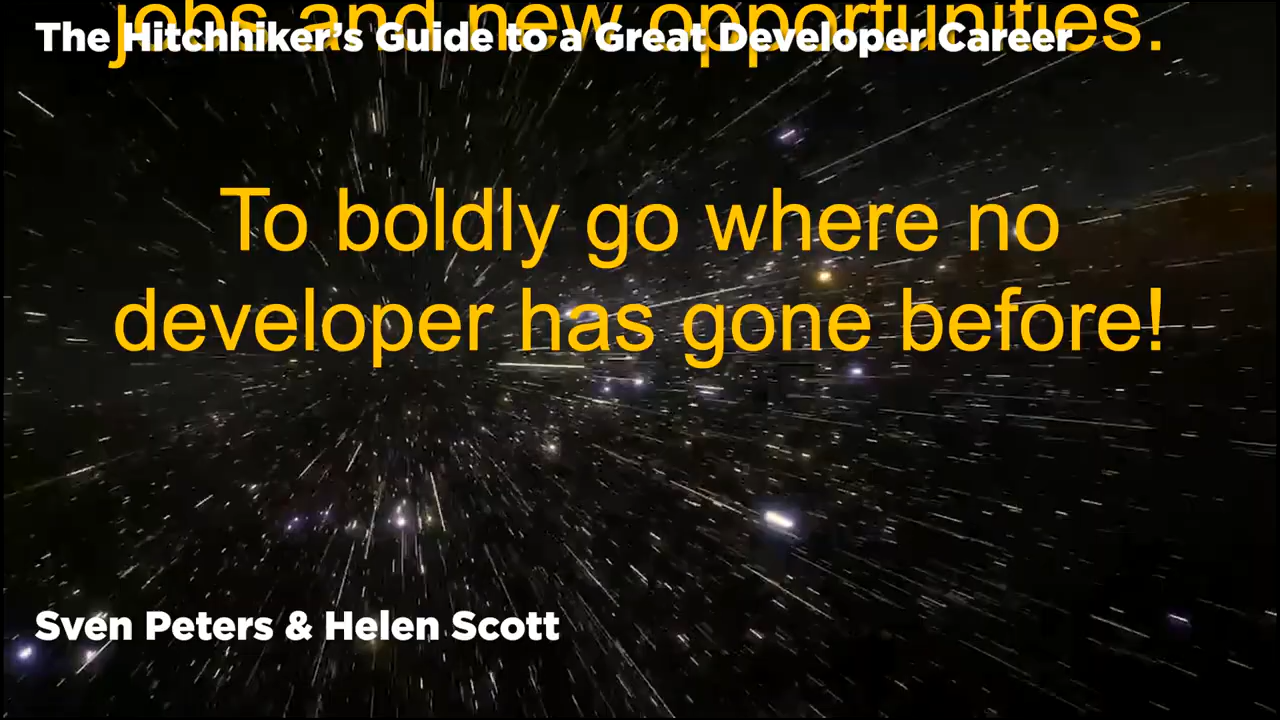 jobs and new opportunities.
The Hitchhiker's Guide to a Great Developer Career
To boldly go where no
developer has gone before!
Sven Peters & Helen Scott